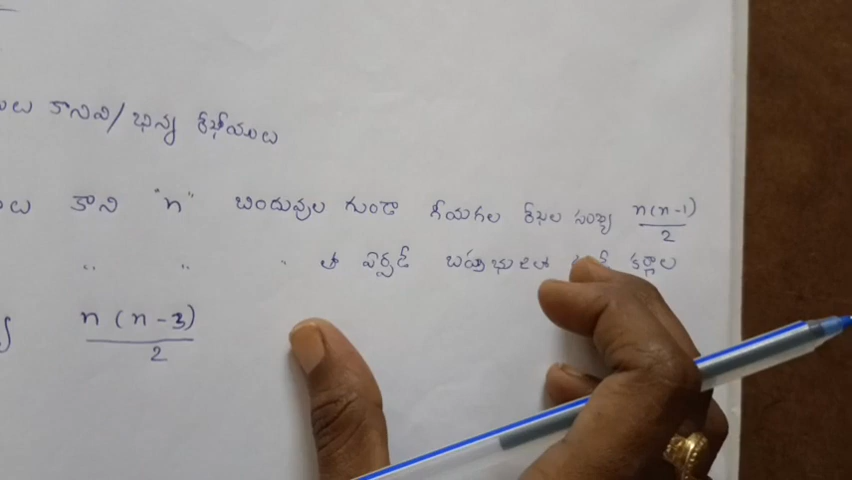 కానివి/ భిన్న రేఖీయాలు
కాని "n" బిందువుల గుండా గీయగల రేఖల సంఖ్య n(n-1)/2
" " " తో ఏర్పడే బహుభుజిలో కర్ణాల
n(n-3)/2